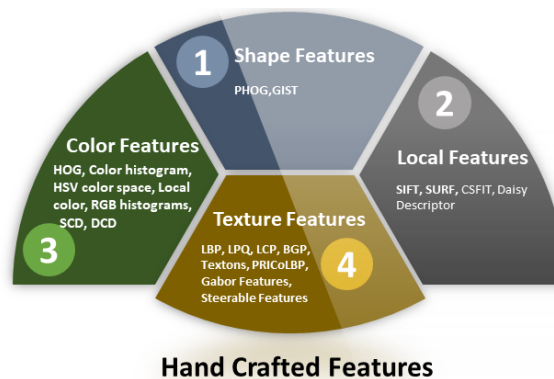 1
Shape Features
PHOG,GIST
2
Local Features
SIFT, SURF, CSFIT, Daisy
Descriptor
Color Features
HOG, Color histogram,
HSV color space, Local
color, RGB histograms,
SCD, DCD
3
Texture Features
LBP, LPQ, LCP, BGP,
Textons, PRICoLBP,
Gabor Features,
Steerable Features
4
Hand Crafted Features